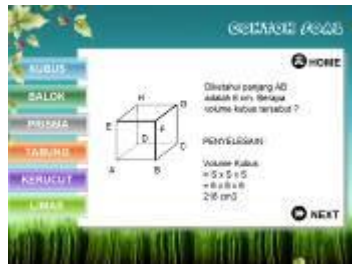 CONTOH SOAL
HOME
KUBUS
BALOK
PRISMA
TABUNG
KERUCUT
LIMAS
H
G
E
F
D
C
A
B
Diketahui panjang AB
adalah 6 cm. Berapa
volume kubus tersebut ?
PENYELESAIAN
Volume Kubus
= S x S x S
= 6 x 6 x 6
216 cm3
NEXT